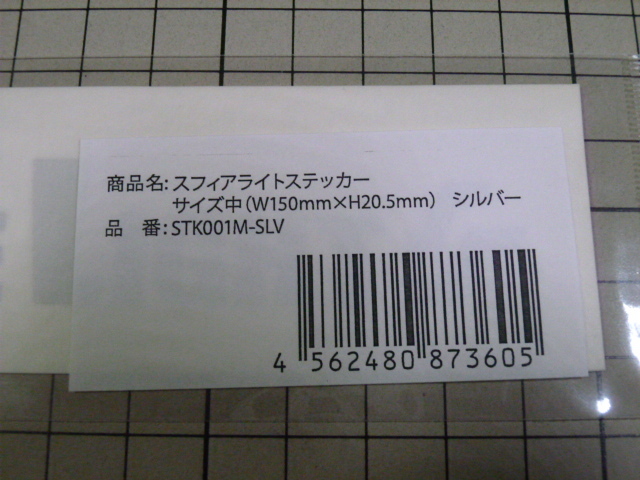 商品名：スフィアライトステッカー
サイズ中（W150mm×H20.5mm） シルバー
品　番：STK001M-SLV
4 562480 873605